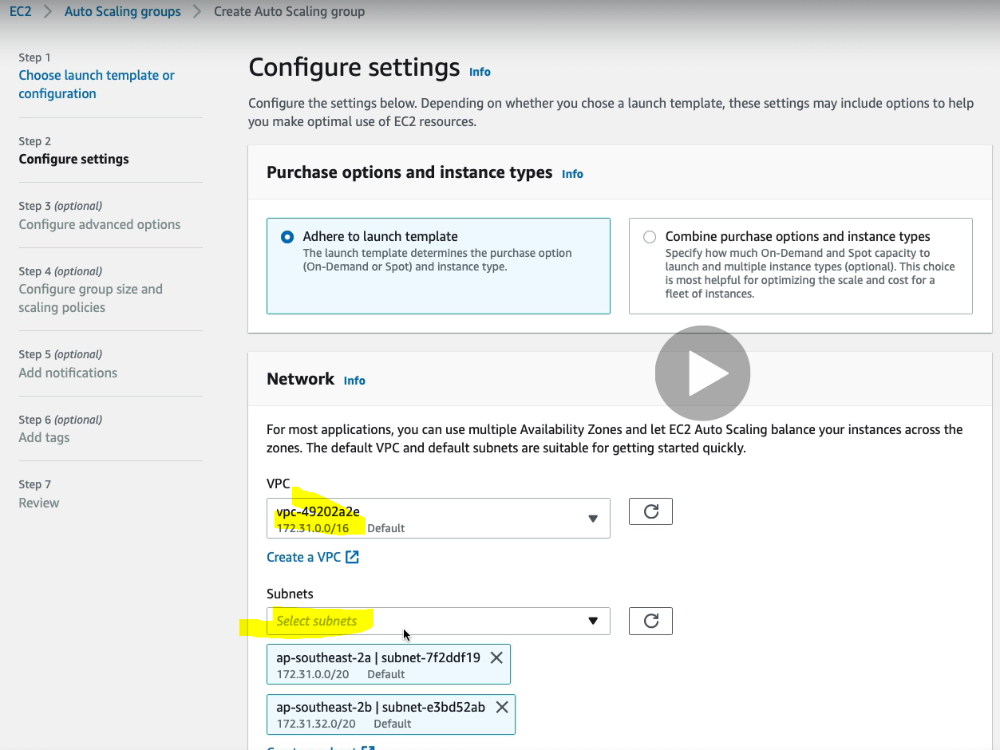 EC2 > Auto Scaling groups > Create Auto Scaling group
Step 1
Choose launch template or
configuration
Step 2
Configure settings
Step 3 (optional)
Configure advanced options
Step 4 (optional)
Configure group size and
scaling policies
Step 5 (optional)
Add notifications
Step 6 (optional)
Add tags
Step 7
Review
Configure settings Info
Configure the settings below. Depending on whether you chose a launch template, these settings may include options to help
you make optimal use of EC2 resources.
Purchase options and instance types Info
Adhere to launch template
The launch template determines the purchase option
(On-Demand or Spot) and instance type.
Combine purchase options and instance types
Specify how much On-Demand and Spot capacity to
launch and multiple instance types (optional). This choice
is most helpful for optimizing the scale and cost for a
fleet of instances.
Network Info
For most applications, you can use multiple Availability Zones and let EC2 Auto Scaling balance your instances across the
zones. The default VPC and default subnets are suitable for getting started quickly.
VPC
vpc-49202a2e
172.31.0.0/16 Default
Create a VPC
Subnets
Select subnets
ap-southeast-2a | subnet-7f2ddf19
172.31.0.0/20 Default
ap-southeast-2b | subnet-e3bd52ab
172.31.32.0/20 Default